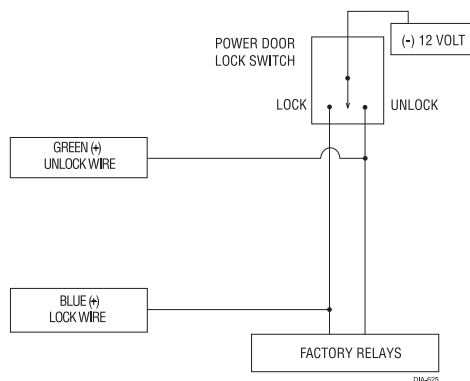 (-) 12 VOLT
POWER DOOR
LOCK SWITCH
LOCK
UNLOCK
GREEN (+)
UNLOCK WIRE
BLUE (+)
LOCK WIRE
FACTORY RELAYS
DIA-625